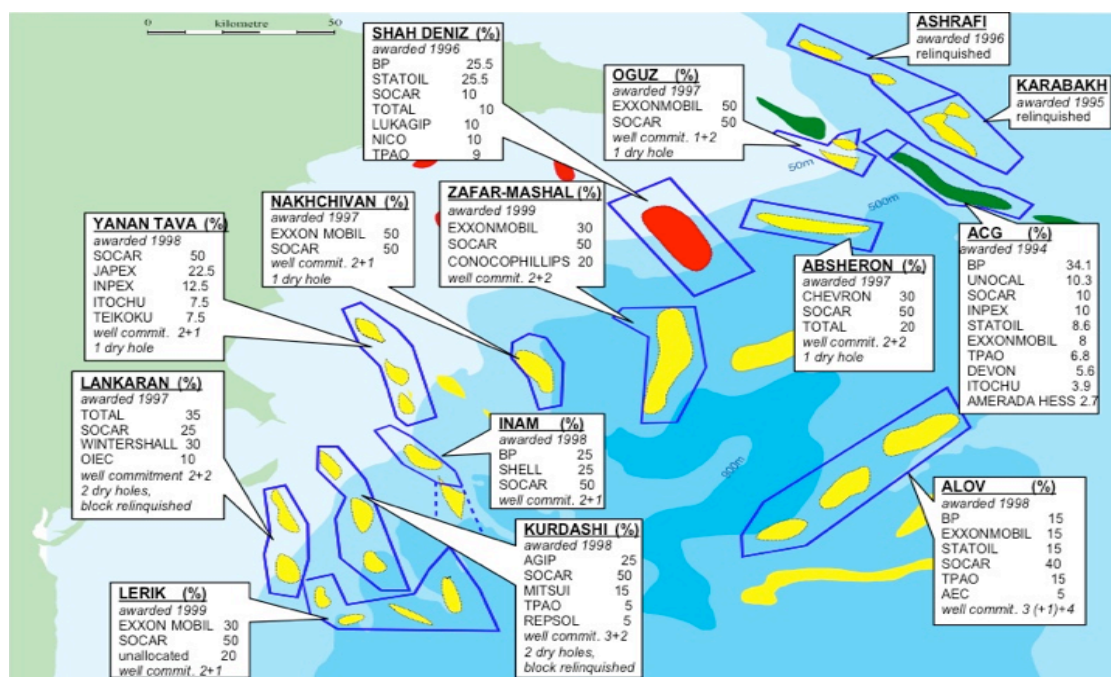 0 kilometre 50
SHAH DENIZ (%)
awarded 1996
BP 25.5
STATOIL 25.5
SOCAR 10
TOTAL 10
LUKAGIP 10
NICO 10
TPAO 9
OGUZ (%)
awarded 1997
EXXONMOBIL 50
SOCAR 50
well commit. 1+2
1 dry hole
ASHRAFI
awarded 1996
relinquished
KARABAKH
awarded 1995
relinquished
50m
500m
YANAN TAVA (%)
awarded 1998
SOCAR 50
JAPEX 22.5
INPEX 12.5
ITOCHU 7.5
TEIKOKU 7.5
well commit. 2+1
1 dry hole
NAKHCHIVAN (%)
awarded 1997
EXXON MOBIL 50
SOCAR 50
well commit. 2+1
1 dry hole
ZAFAR-MASHAL (%)
awarded 1999
EXXONMOBIL 30
SOCAR 50
CONOCOPHILLIPS 20
well commit. 2+2
ABSHERON (%)
awarded 1997
CHEVRON 30
SOCAR 50
TOTAL 20
well commit. 2+2
1 dry hole
ACG (%)
awarded 1994
BP 34.1
UNOCAL 10.3
SOCAR 10
INPEX 10
STATOIL 8.6
EXXONMOBIL 8
TPAO 6.8
DEVON 5.6
ITOCHU 3.9
AMERADA HESS 2.7
LANKARAN (%)
awarded 1997
TOTAL 35
SOCAR 25
WINTERSHALL 30
OIEC 10
well commitment 2+2
2 dry holes,
block relinquished
INAM (%)
awarded 1998
BP 25
SHELL 25
SOCAR 50
well commit. 2+1
900m
KURDASHI (%)
awarded 1998
AGIP 25
SOCAR 50
MITSUI 15
TPAO 5
REPSOL 5
well commit. 3+2
2 dry holes,
block relinquished
ALOV (%)
awarded 1998
BP 15
EXXONMOBIL 15
STATOIL 15
SOCAR 40
TPAO 15
AEC 5
well commit. 3 (+1)+4
LERIK (%)
awarded 1999
EXXON MOBIL 30
SOCAR 50
unallocated 20
well commit. 2+1